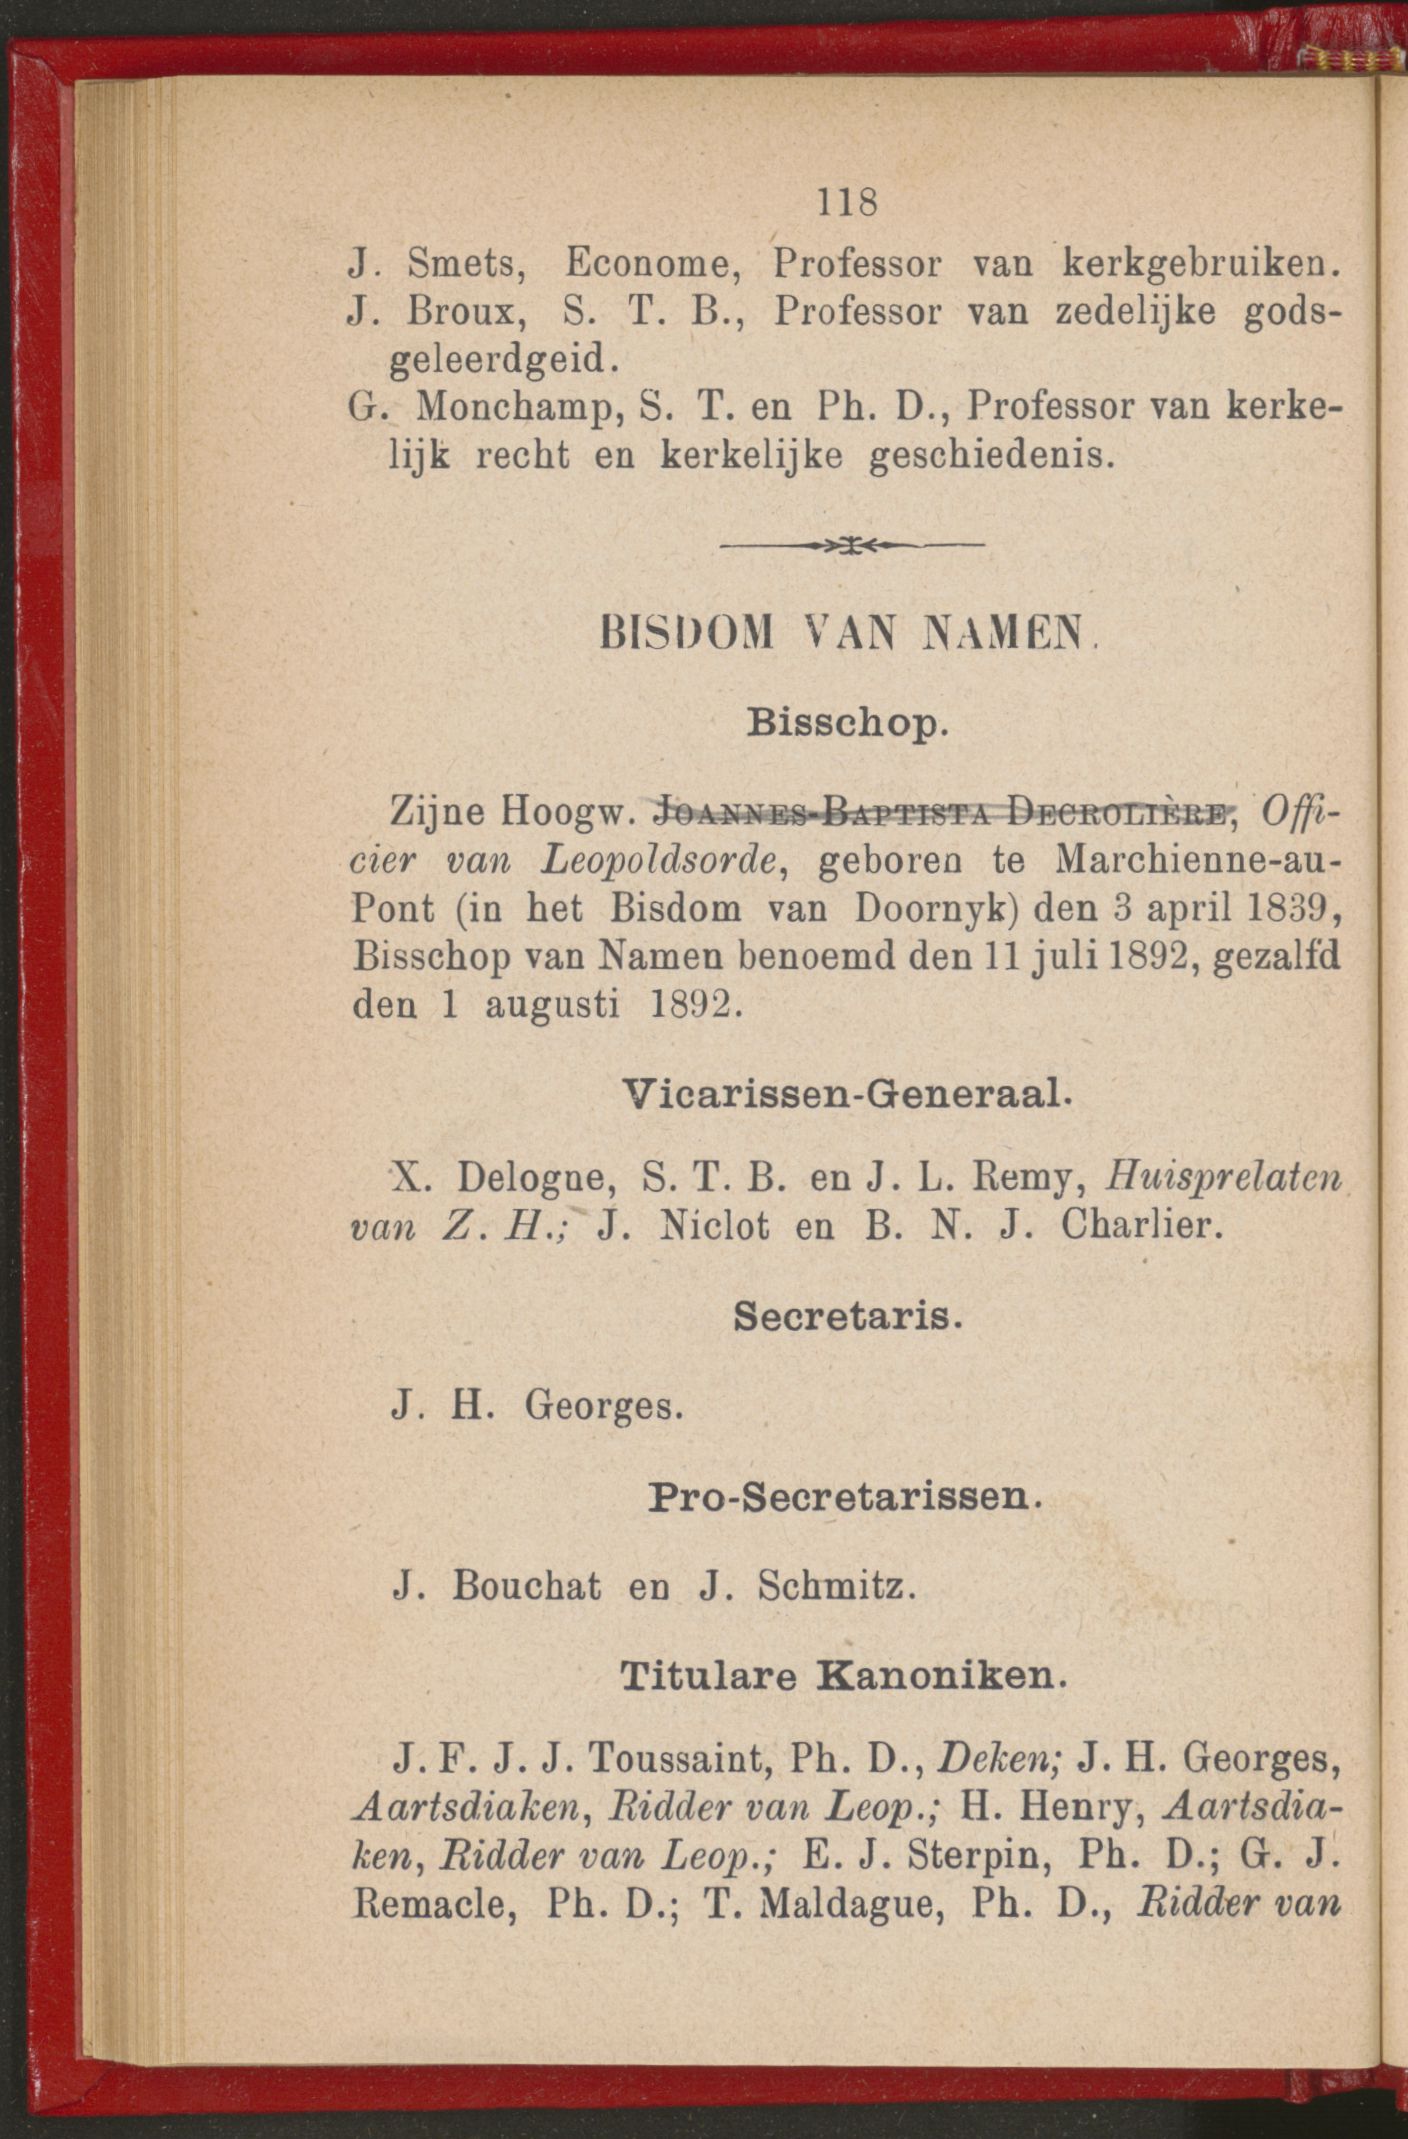 118
J. Smets, Econome, Professor van kerkgebruiken.
J. Broux, S. T. B., Professor van zedelijke gods-
geleerdgeid.
G. Monchamp, S. T. en Ph. D., Professor van kerke-
lijk recht en kerkelijke geschiedenis.
BISDOM VAN NAMEN.
Bisschop.
Zijne Hoogw. JOANNES-BAPTISTA DECROLIÈRE, Offi-
cier van Leopoldsorde, geboren te Marchienne-au-
Pont (in het Bisdom van Doornyk) den 3 april 1839,
Bisschop van Namen benoemd den 11 juli 1892, gezalfd
den 1 augusti 1892.
Vicarissen-Generaal.
X. Delogne, S. T. B. en J. L. Remy, Huisprelaten
van Z. H.; J. Niclot en B. N. J. Charlier.
Secretaris.
J. H. Georges.
Pro-Secretarissen.
J. Bouchat en J. Schmitz.
Titulare Kanoniken.
J. F. J. J. Toussaint, Ph. D., Deken; J. H. Georges,
Aartsdiaken, Ridder van Leop.; H. Henry, Aartsdia-
ken, Ridder van Leop.; E. J. Sterpin, Ph. D.; G. J.
Remacle, Ph. D.; T. Maldague, Ph. D., Ridder van